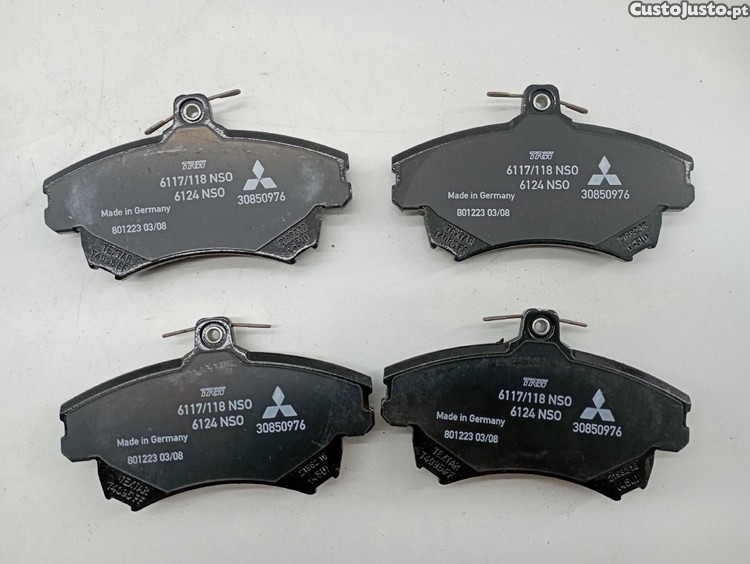 CustoJusto.pt
TRW
6117/118 NSO
6124 NSO
Made in Germany
30850976
801223 03/08
TRW
6117/118 NSO
6124 NSO
Made in Germany
30850976
801223 03/08
TRW
6117/118 NSO
6124 NSO
Made in Germany
30850976
801223 03/08
TRW
6117/118 NSO
6124 NSO
Made in Germany
30850976
801223 03/08